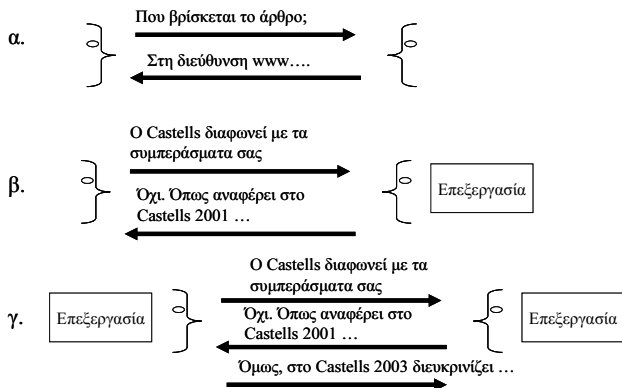 Που βρίσκεται το άρθρο;
α.
Στη διεύθυνση www….
Ο Castells διαφωνεί με τα
συμπεράσματα σας
β.
Όχι. Όπως αναφέρει στο
Castells 2001 …
Επεξεργασία
Ο Castells διαφωνεί με τα
συμπεράσματα σας
γ.
Επεξεργασία
Όχι. Όπως αναφέρει στο
Castells 2001 …
Επεξεργασία
Όμως, στο Castells 2003 διευκρινίζει …